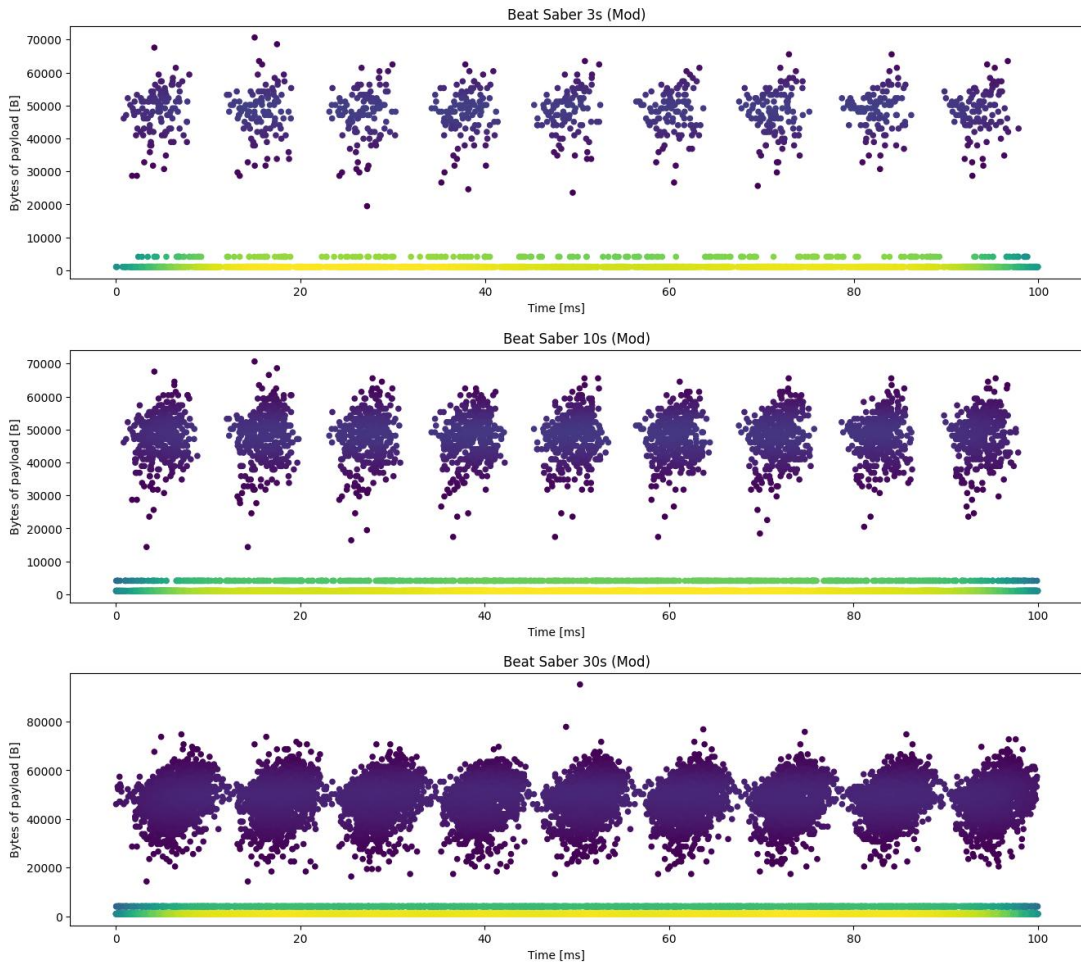 Beat Saber 3s (Mod)
70000
60000
50000
40000
30000
20000
10000
0
Bytes of payload [B]
0 20 40 60 80 100
Time [ms]
Beat Saber 10s (Mod)
70000
60000
50000
40000
30000
20000
10000
0
Bytes of payload [B]
0 20 40 60 80 100
Time [ms]
Beat Saber 30s (Mod)
80000
60000
40000
20000
0
Bytes of payload [B]
0 20 40 60 80 100
Time [ms]